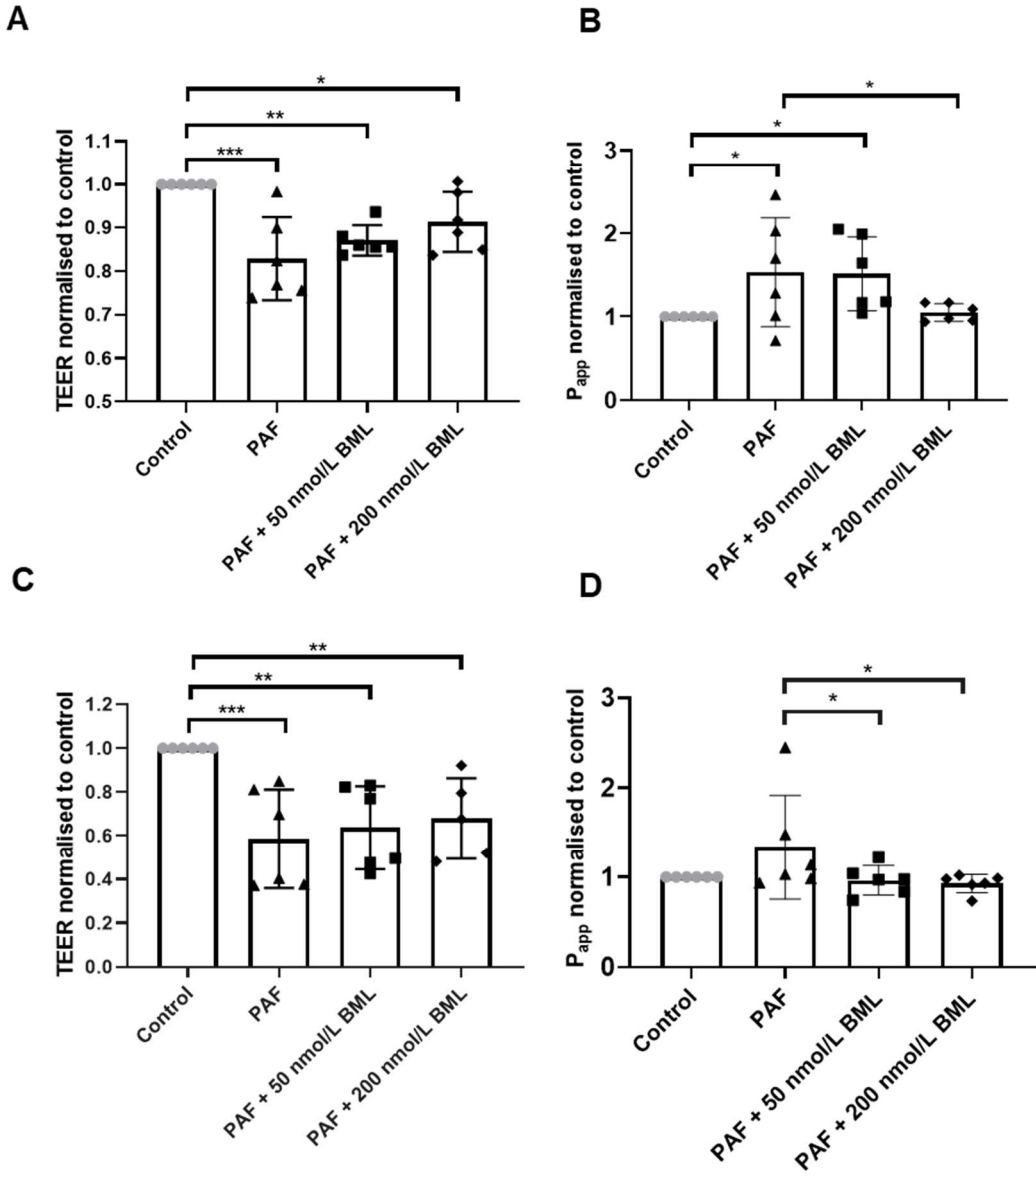 A
TEER normalised to control
1.1
1.0
0.9
0.8
0.7
0.6
0.5
*
**
***
Control
PAF
PAF + 50 nmol/L BML
PAF + 200 nmol/L BML
B
Papp normalised to control
3
2
1
0
*
*
*
Control
PAF
PAF + 50 nmol/L BML
PAF + 200 nmol/L BML
C
TEER normalised to control
1.2
1.0
0.8
0.6
0.4
0.2
0.0
**
**
***
Control
PAF
PAF + 50 nmol/L BML
PAF + 200 nmol/L BML
D
Papp normalised to control
3
2
1
0
*
*
Control
PAF
PAF + 50 nmol/L BML
PAF + 200 nmol/L BML